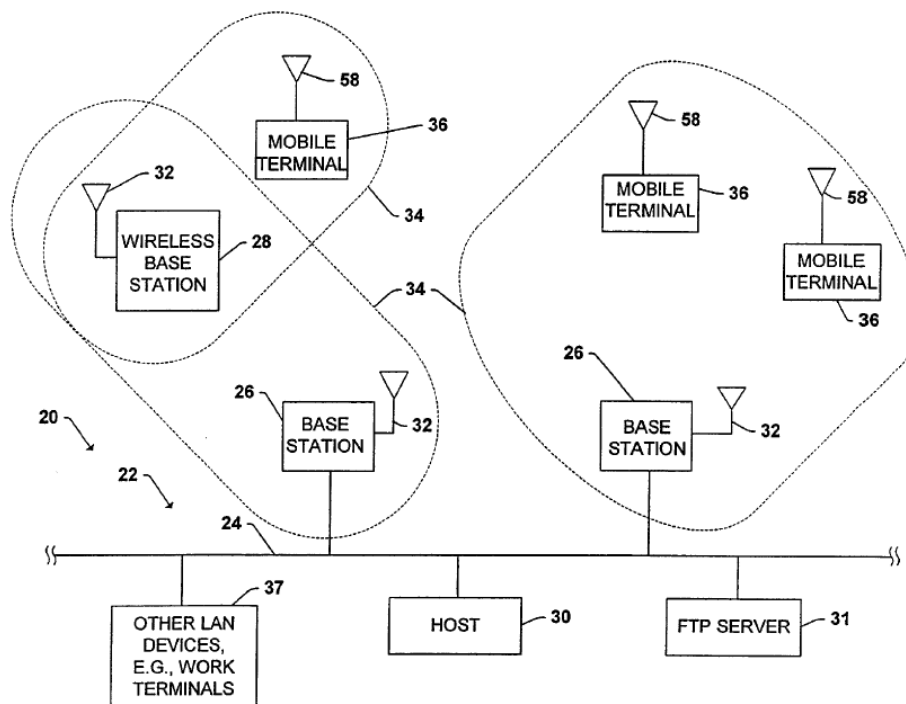 58
36
MOBILE
TERMINAL
32
34
WIRELESS
BASE
STATION
28
58
MOBILE
TERMINAL
36
58
MOBILE
TERMINAL
36
34
26
BASE
STATION
32
26
BASE
STATION
32
20
22
24
37
OTHER LAN
DEVICES,
E.G., WORK
TERMINALS
HOST
30
FTP SERVER
31